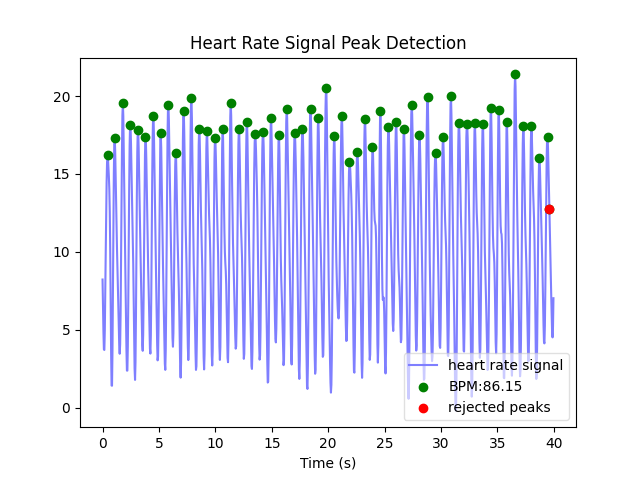 Heart Rate Signal Peak Detection
20
15
10
5
0
heart rate signal
BPM:86.15
rejected peaks
0 5 10 15 20 25 30 35 40
Time (s)